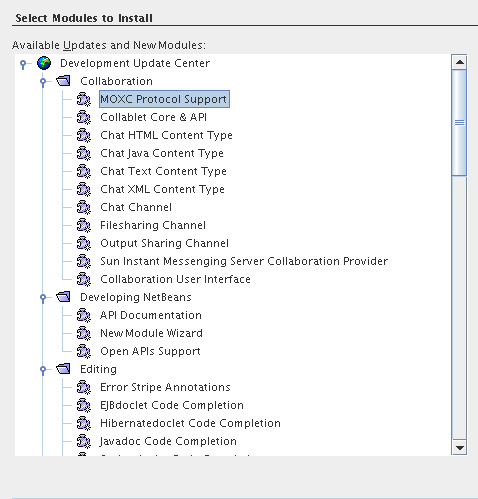 Select Modules to Install
Available Updates and New Modules:
Development Update Center
Collaboration
MOXC Protocol Support
Collablet Core & API
Chat HTML Content Type
Chat Java Content Type
Chat Text Content Type
Chat XML Content Type
Chat Channel
Filesharing Channel
Output Sharing Channel
Sun Instant Messenging Server Collaboration Provider
Collaboration User Interface
Developing NetBeans
API Documentation
New Module Wizard
Open APIs Support
Editing
Error Stripe Annotations
EJBdoclet Code Completion
Hibernatedoclet Code Completion
Javadoc Code Completion